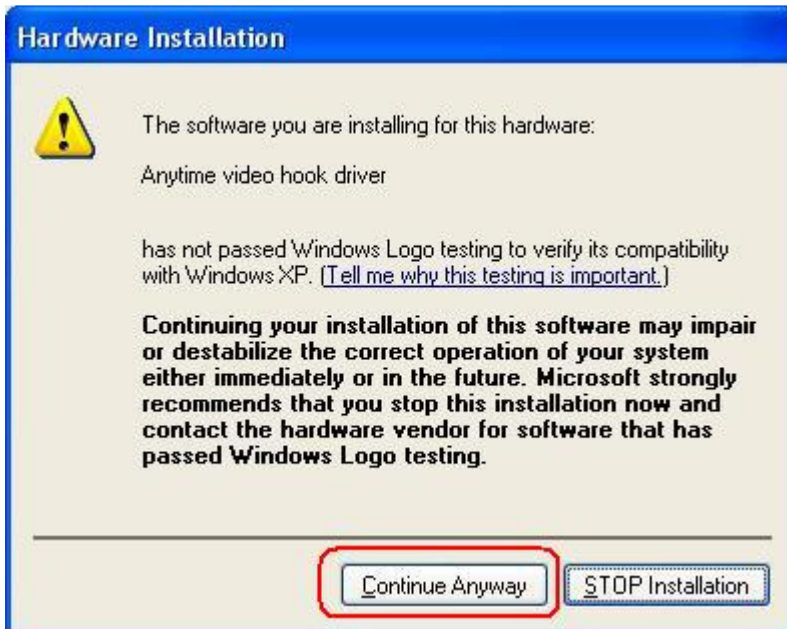 Hardware Installation
The software you are installing for this hardware:
Anytime video hook driver
has not passed Windows Logo testing to verify its compatibility
with Windows XP. (Tell me why this testing is important.)
Continuing your installation of this software may impair
or destabilize the correct operation of your system
either immediately or in the future. Microsoft strongly
recommends that you stop this installation now and
contact the hardware vendor for software that has
passed Windows Logo testing.
Continue Anyway
STOP Installation